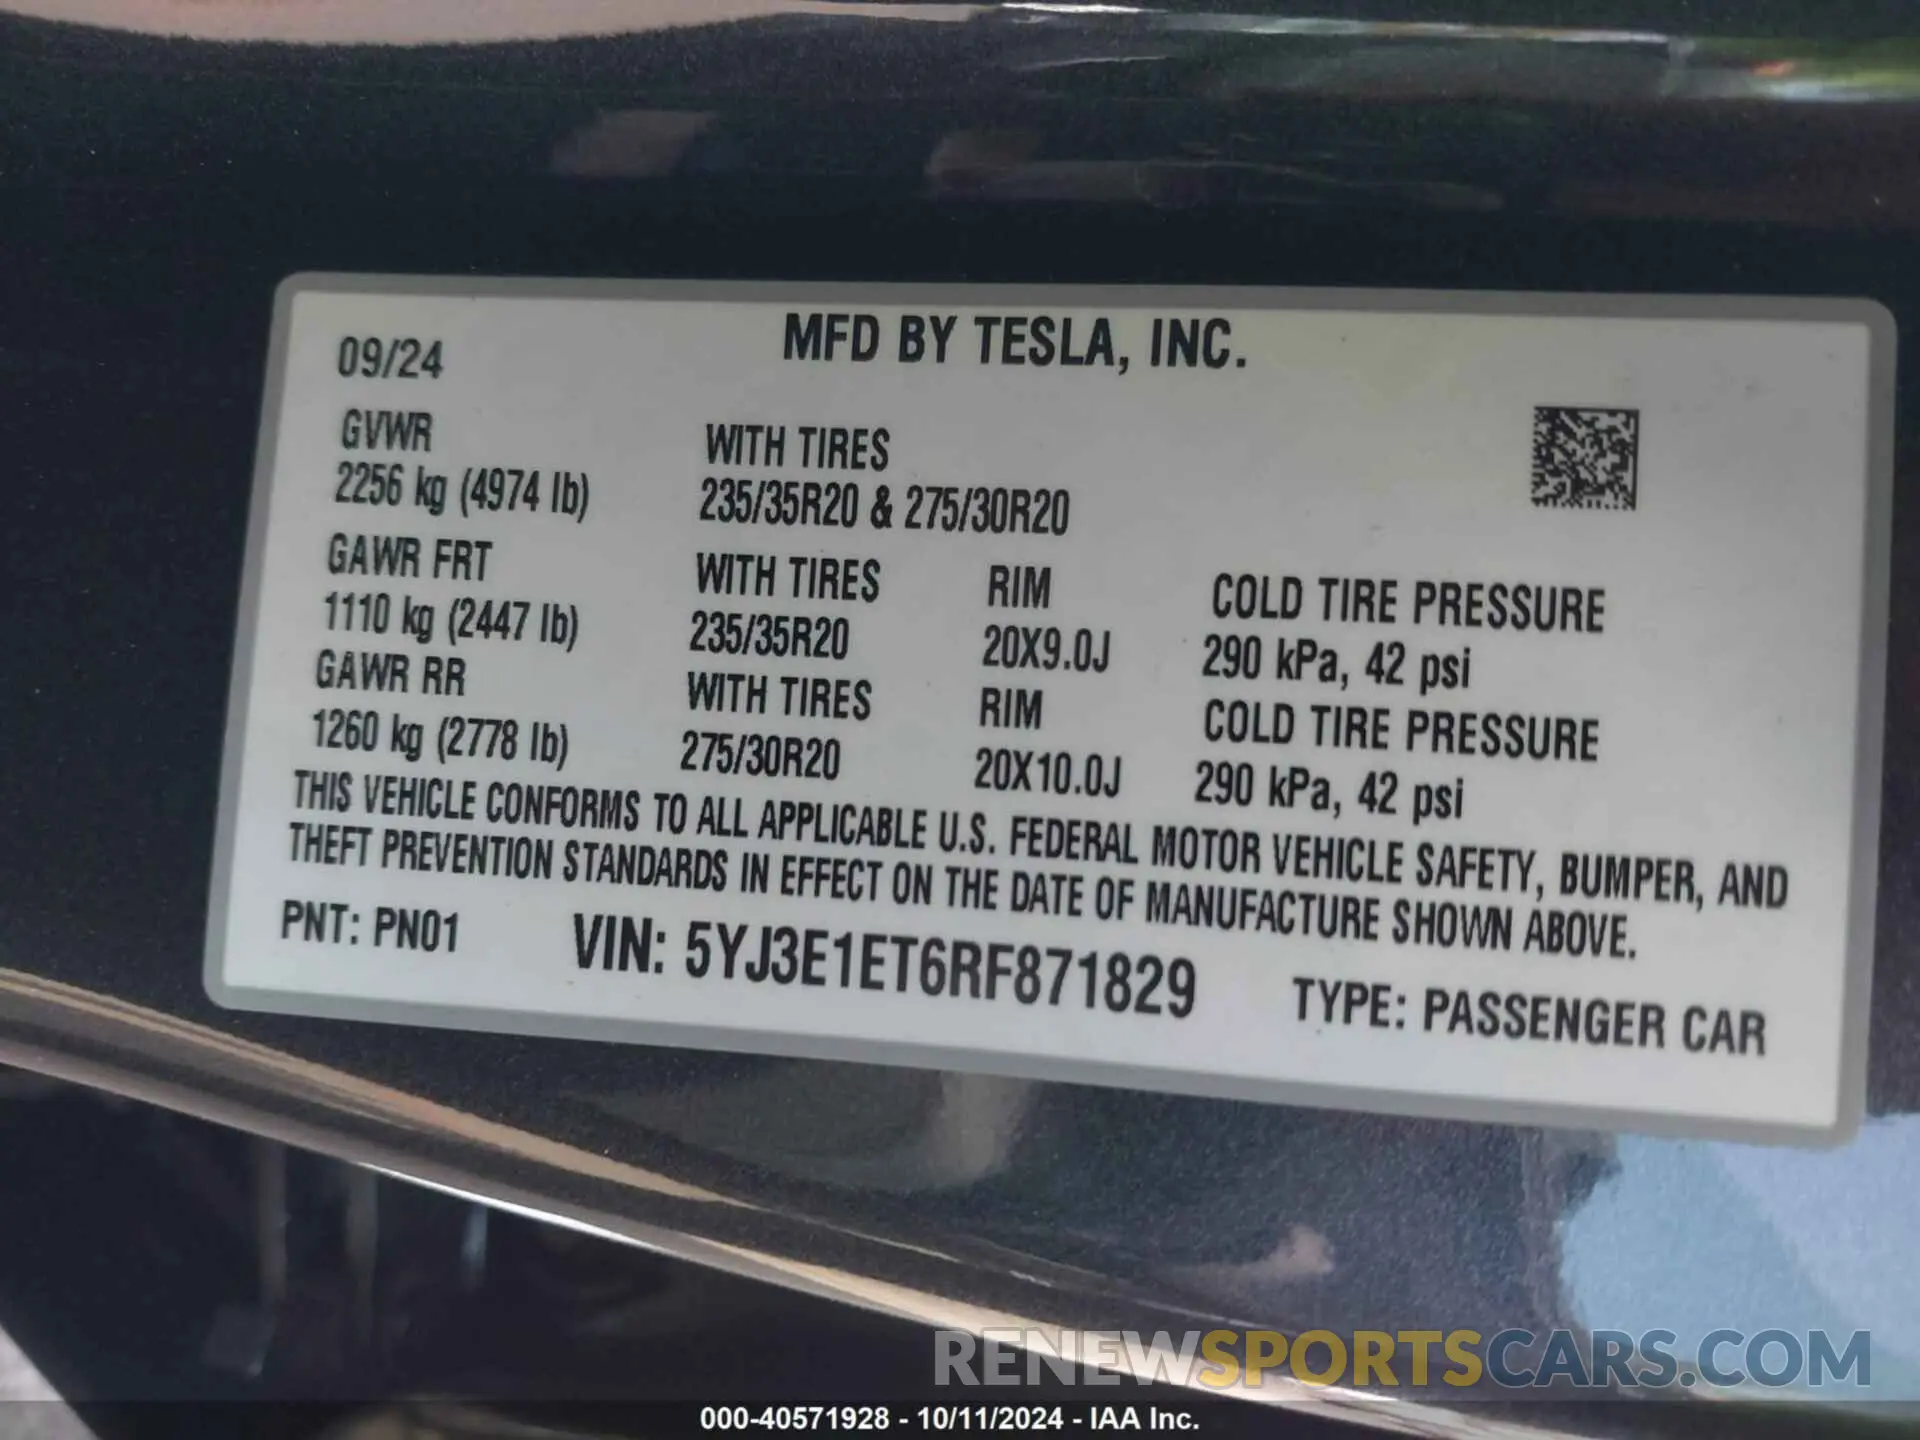 MFD BY TESLA, INC.
09/24
GVWR
2256 kg (4974 lb)
WITH TIRES
235/35R20 & 275/30R20
GAWR FRT
1110 kg (2447 lb)
WITH TIRES
235/35R20
RIM
20X9.0J
COLD TIRE PRESSURE
290 kPa, 42 psi
GAWR RR
1260 kg (2778 lb)
WITH TIRES
275/30R20
RIM
20X10.0J
COLD TIRE PRESSURE
290 kPa, 42 psi
THIS VEHICLE CONFORMS TO ALL APPLICABLE U.S. FEDERAL MOTOR VEHICLE SAFETY, BUMPER, AND
THEFT PREVENTION STANDARDS IN EFFECT ON THE DATE OF MANUFACTURE SHOWN ABOVE.
PNT: PN01
VIN: 5YJ3E1ET6RF871829
TYPE: PASSENGER CAR
RENEWSPORTSCARS.COM
000-40571928 - 10/11/2024 - IAA Inc.